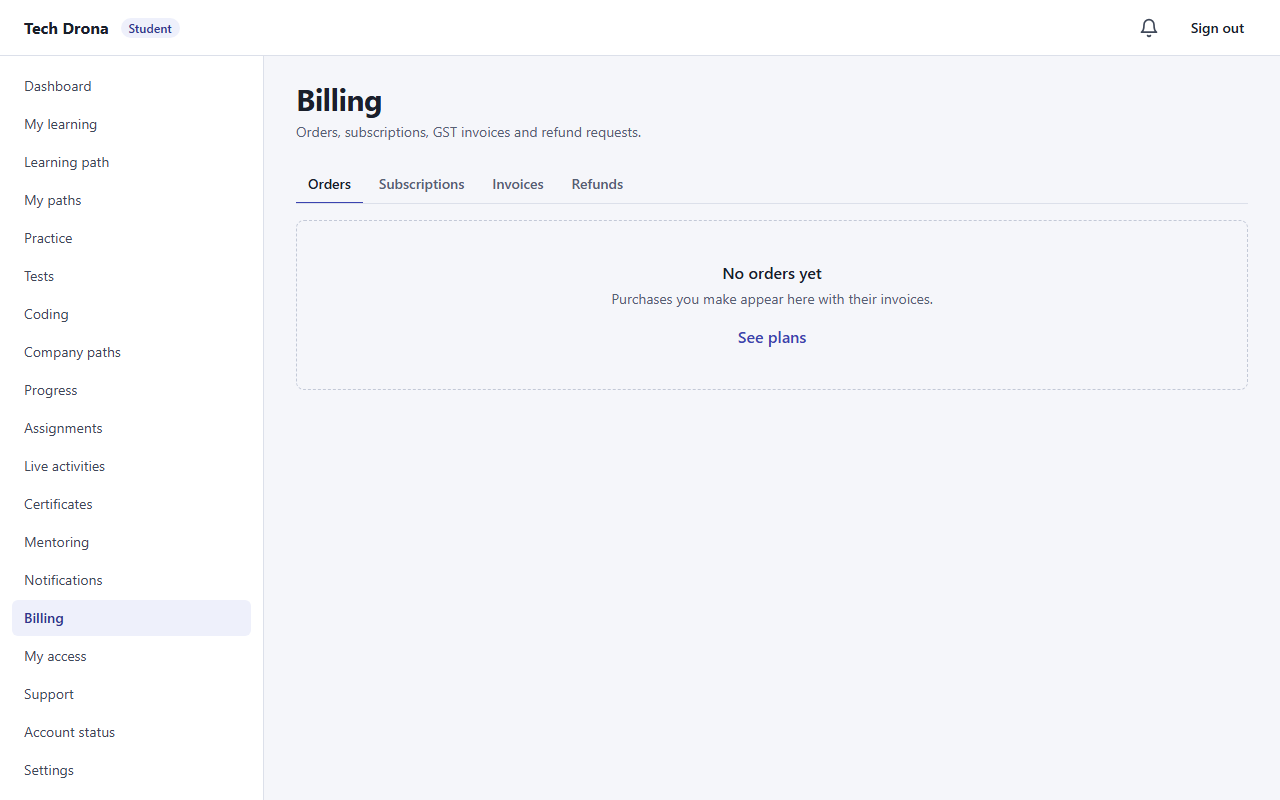 Tech Drona Student Sign out
Dashboard
My learning
Learning path
My paths
Practice
Tests
Coding
Company paths
Progress
Assignments
Live activities
Certificates
Mentoring
Notifications
Billing
My access
Support
Account status
Settings
Billing
Orders, subscriptions, GST invoices and refund requests.
Orders Subscriptions Invoices Refunds
No orders yet
Purchases you make appear here with their invoices.
See plans